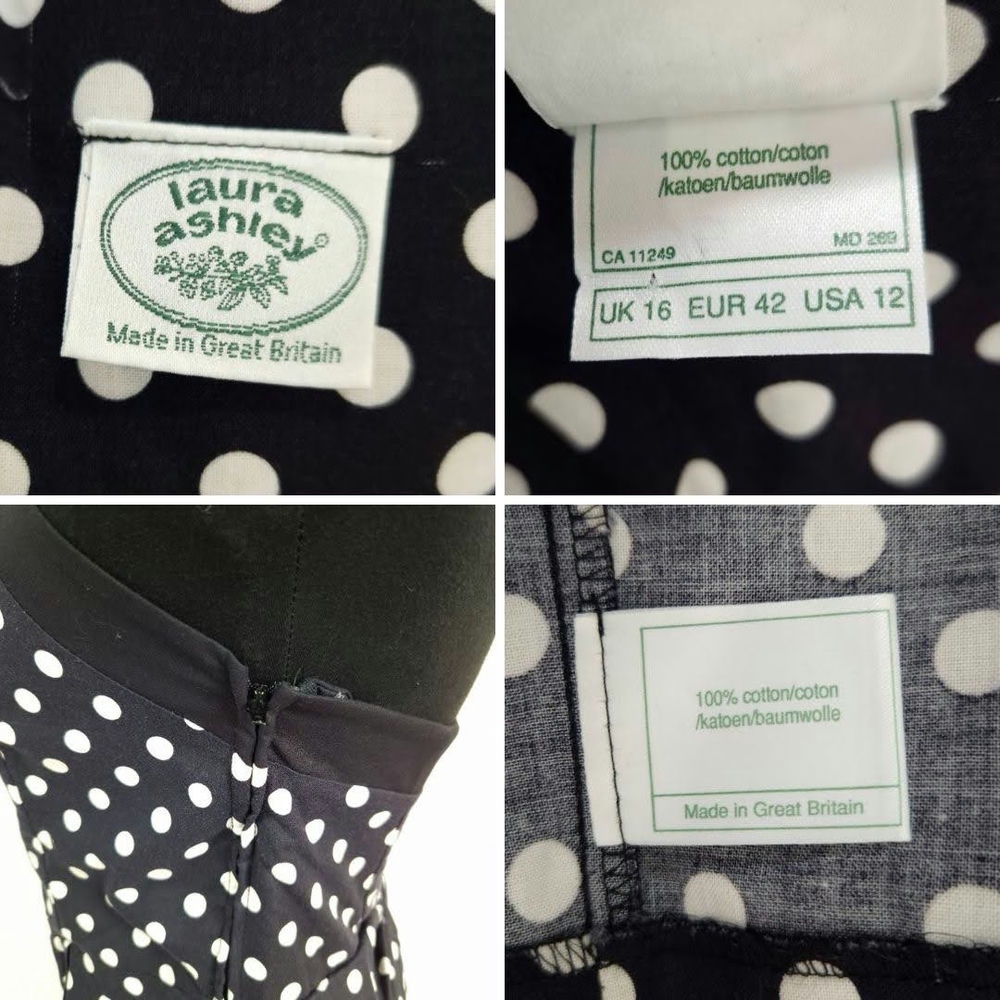 laura
ashley®
Made in Great Britain
100% cotton/coton
/katoen/baumwolle
CA 11249 MD 269
UK 16 EUR 42 USA 12
100% cotton/coton
/katoen/baumwolle
Made in Great Britain